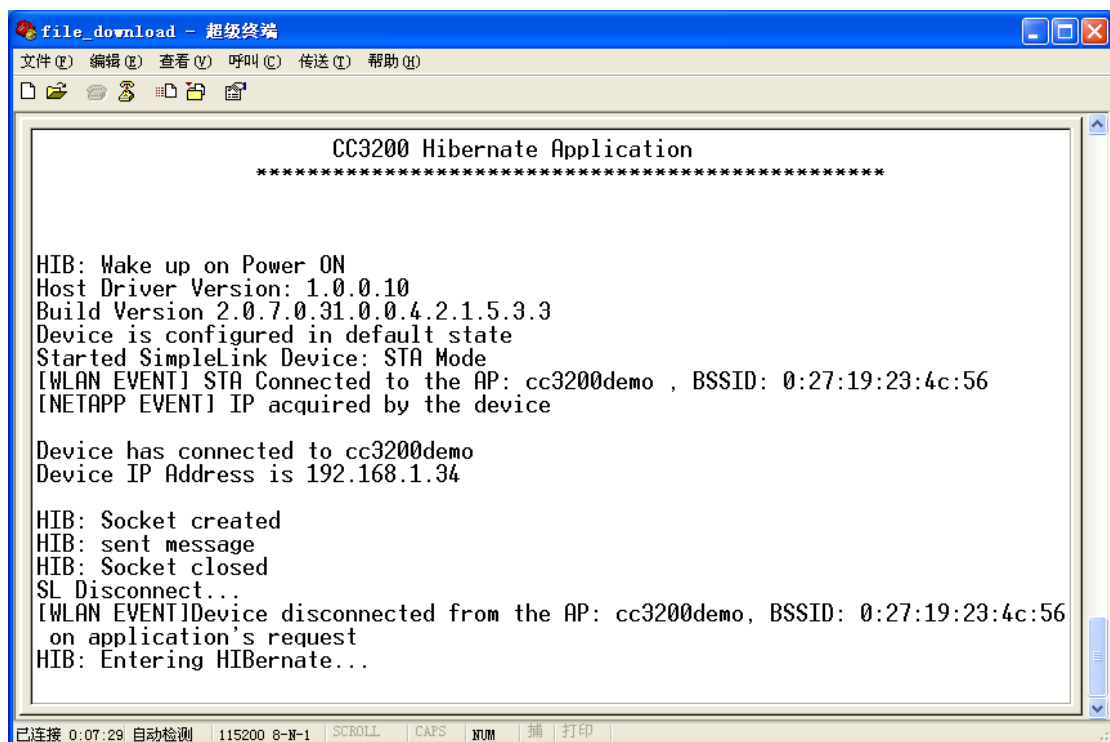 file_download - 超级终端
文件(F) 编辑(E) 查看(V) 呼叫(C) 传送(T) 帮助(H)
CC3200 Hibernate Application
*************************************************
HIB: Wake up on Power ON
Host Driver Version: 1.0.0.10
Build Version 2.0.7.0.31.0.0.4.2.1.5.3.3
Device is configured in default state
Started SimpleLink Device: STA Mode
[WLAN EVENT] STA Connected to the AP: cc3200demo , BSSID: 0:27:19:23:4c:56
[NETAPP EVENT] IP acquired by the device
Device has connected to cc3200demo
Device IP Address is 192.168.1.34
HIB: Socket created
HIB: sent message
HIB: Socket closed
SL Disconnect...
[WLAN EVENT]Device disconnected from the AP: cc3200demo, BSSID: 0:27:19:23:4c:56
on application's request
HIB: Entering HIBernate...
已连接 0:07:29 自动检测 115200 8-N-1 SCROLL CAPS NUM 捕 打印